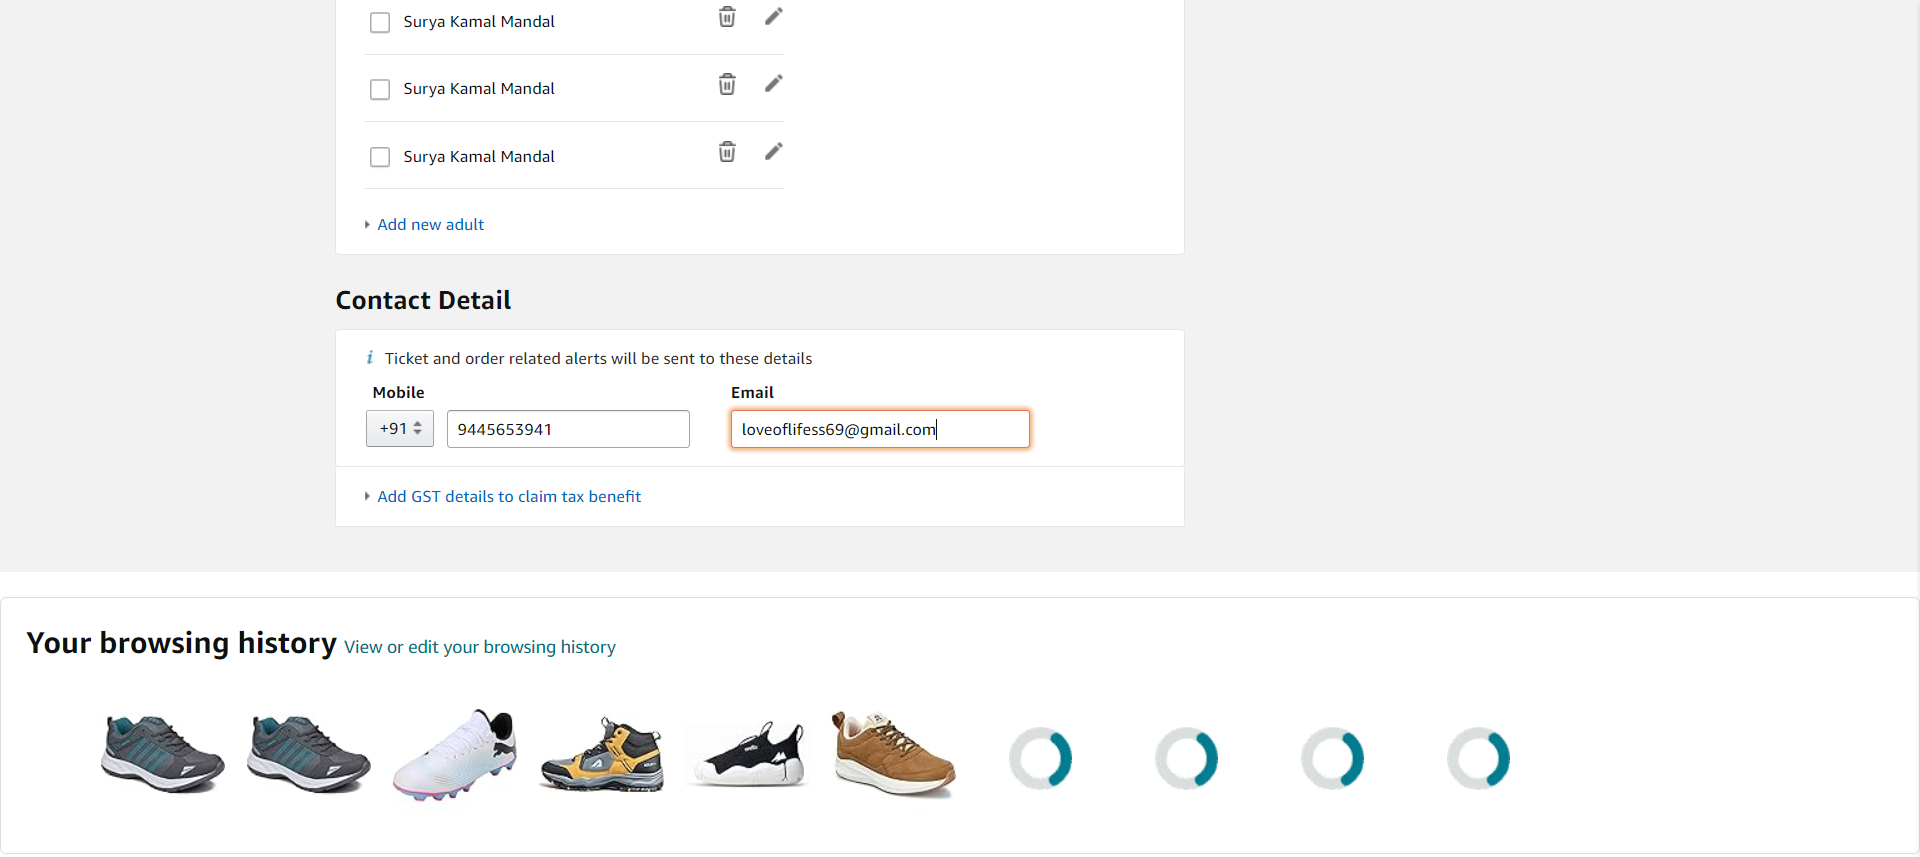 Surya Kamal Mandal
Surya Kamal Mandal
Surya Kamal Mandal
Add new adult
Contact Detail
i Ticket and order related alerts will be sent to these details
Mobile Email
+91 9445653941 loveoflifess69@gmail.com
Add GST details to claim tax benefit
Your browsing history View or edit your browsing history